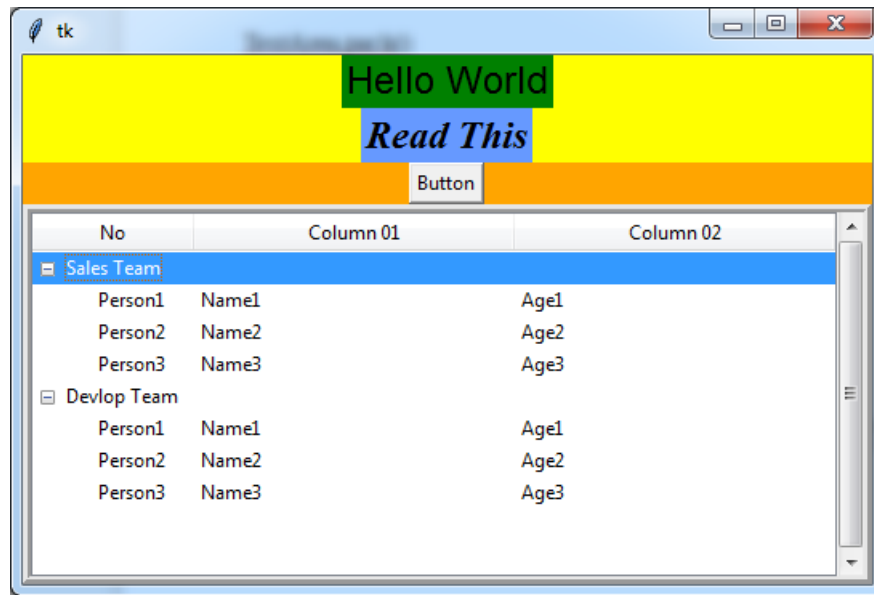 tk
Hello World
Read This
Button
No Column 01 Column 02
Sales Team
Person1 Name1 Age1
Person2 Name2 Age2
Person3 Name3 Age3
Devlop Team
Person1 Name1 Age1
Person2 Name2 Age2
Person3 Name3 Age3